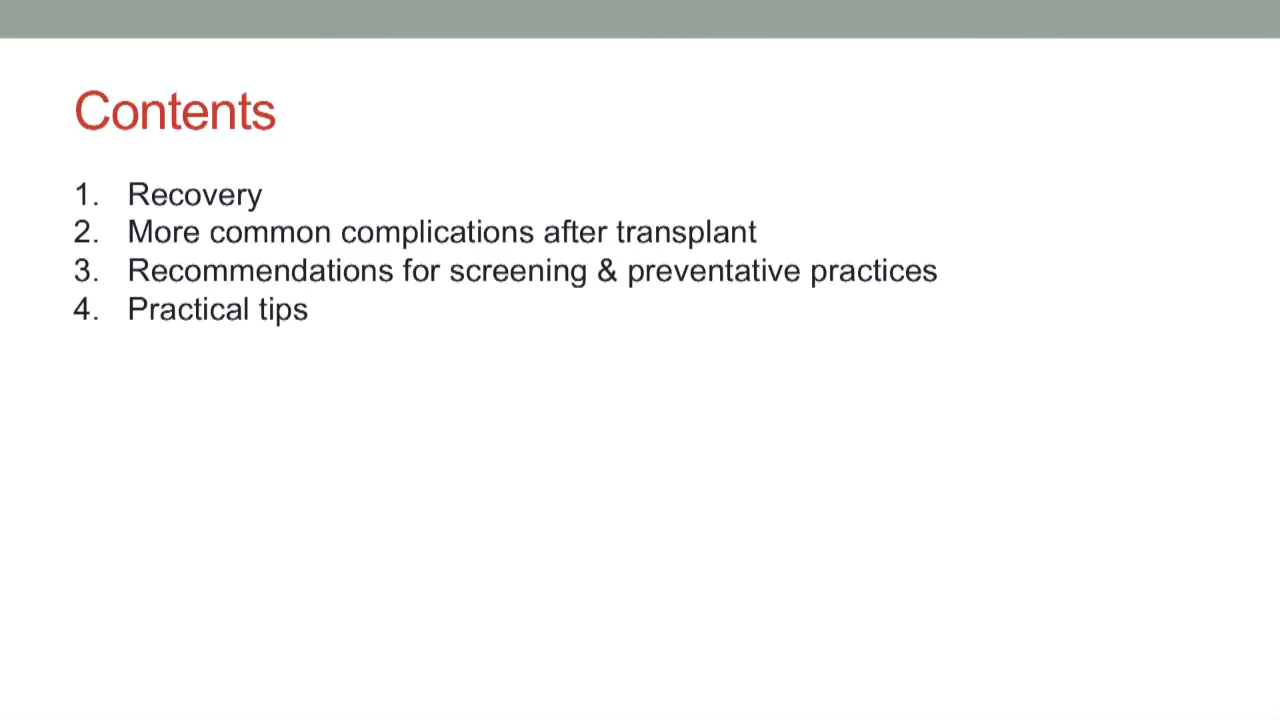 Contents
1. Recovery
2. More common complications after transplant
3. Recommendations for screening & preventative practices
4. Practical tips